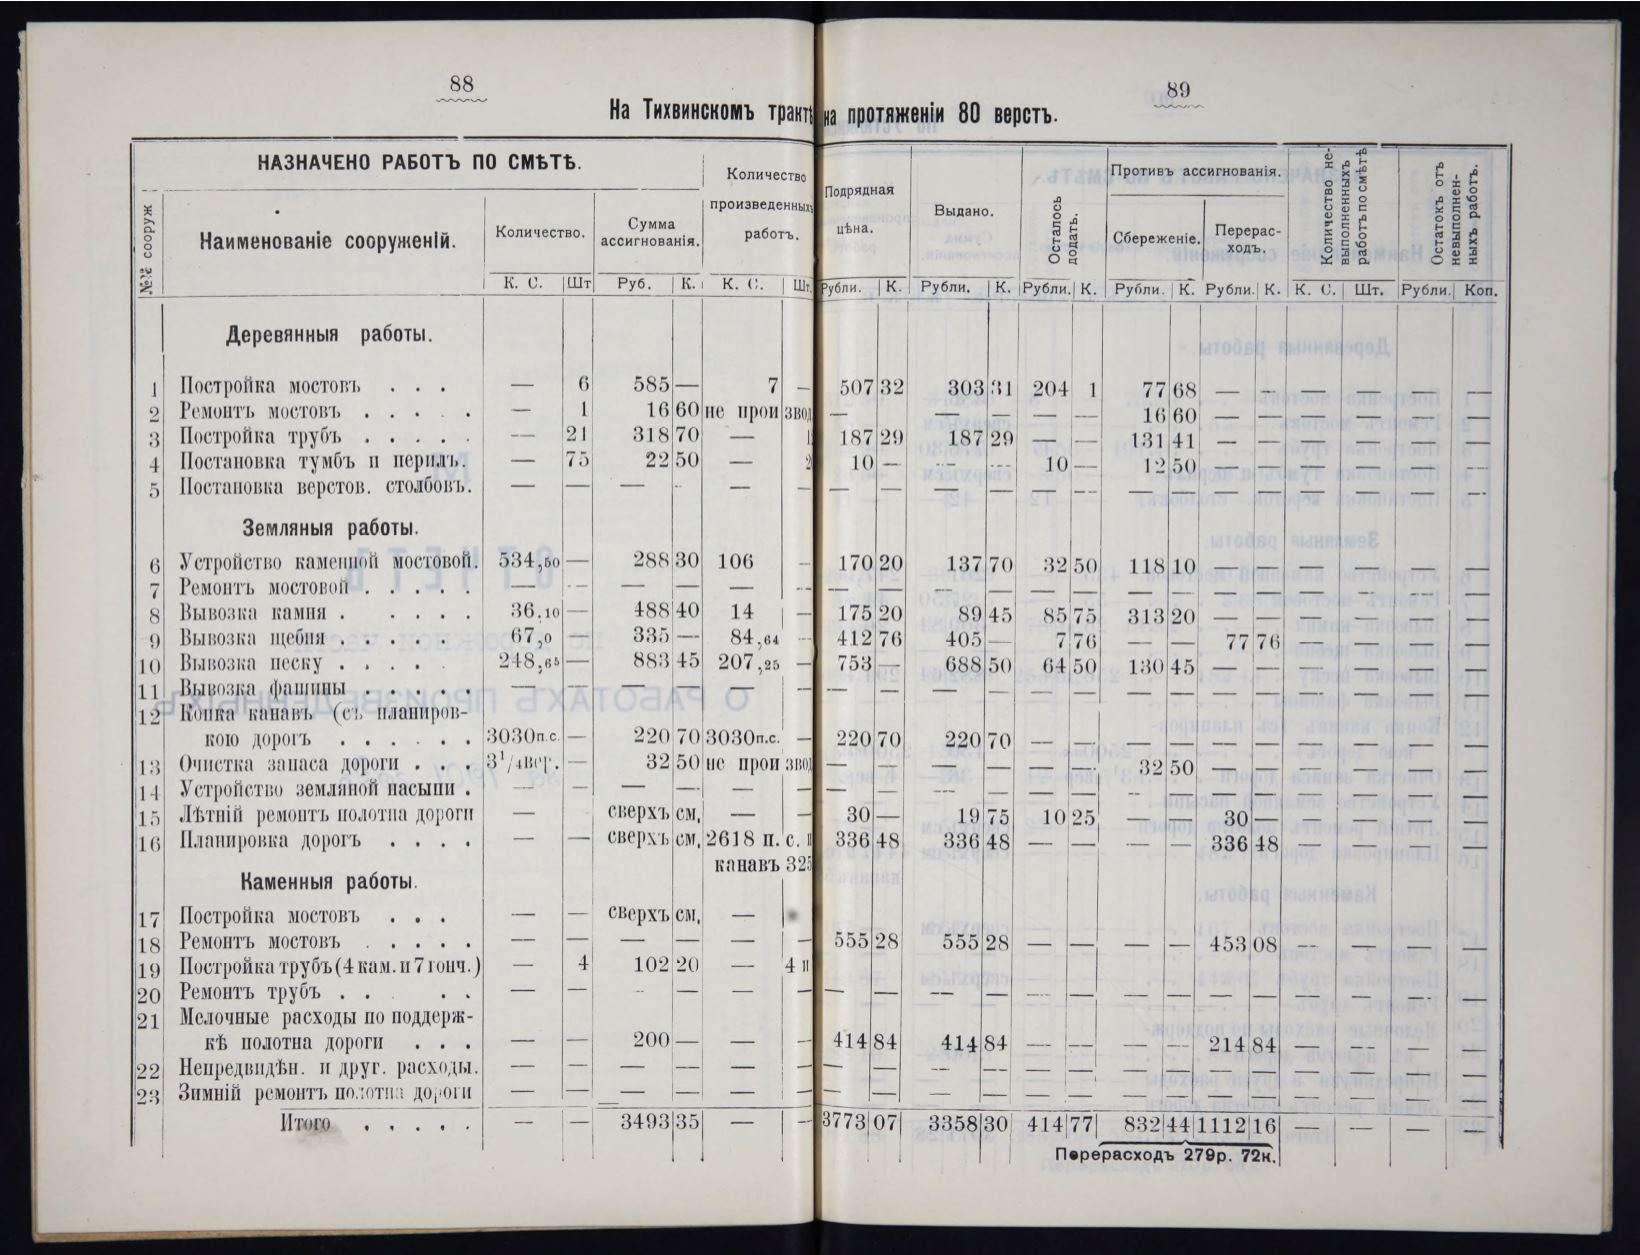 88
89
На Тихвинскомъ трактѣ на протяженіи 80 верстъ.
НАЗНАЧЕНО РАБОТЪ ПО СМѢТѢ.
№№ сооруж
Наименованіе сооруженій.
Количество.
Сумма ассигнованія.
Количество произведенныхъ работъ.
Подрядная цѣна.
Выдано.
Осталось додать.
Противъ ассигнованія.
Сбереженіе.
Перерас-
ходъ.
Количество не-
выполненныхъ
работъ по смѣтѣ
Остатокъ отъ
невыполнен-
ныхъ работъ.
К. С. Шт Руб. К. К. С. Шт. Рубли. К. Рубли. К. Рубли. К. Рубли. К. Рубли. К. К. С. Шт. Рубли. Коп.
Деревянныя работы.
1 Постройка мостовъ . . . — 6 585 — 7 — 507 32 303 31 204 1 77 68 — — — — — —
2 Ремонтъ мостовъ . . . . . — 1 16 60 не производ — — — — — 16 60 — — — — — —
3 Постройка трубъ . . . . . — 21 318 70 — 187 29 187 29 — — 131 41 — — — — — —
4 Постановка тумбъ и перилъ. — 75 22 50 — 10 — — — 10 — 12 50 — — — — — —
5 Постановка верстов. столбовъ. — — — — — — — — — — — — — — — — — — — —
Земляныя работы.
6 Устройство каменной мостовой. 534,50 — 288 30 106 — 170 20 137 70 32 50 118 10 — — — — — —
7 Ремонтъ мостовой . . . . . — — — — — — — — — — — — — — — — — — — —
8 Вывозка камня . . . . . . 36,10 — 488 40 14 — 175 20 89 45 85 75 313 20 — — — — — —
9 Вывозка щебня . . . . . . 67,0 — 335 — 84,64 — 412 76 405 — 7 76 — — 77 76 — — — —
10 Вывозка песку . . . . . 248,65 — 883 45 207,25 — 753 — 688 50 64 50 130 45 — — — — — —
11 Вывозка фашины . . . . . — — — — — — — — — — — — — — — — — — — —
12 Копка канавъ (съ планиров-
кою дорогъ . . . . . . 3030п.с. — 220 70 3030п.с. — 220 70 220 70 — — — — — — — — — —
13 Очистка запаса дороги . . . 3¹/₄вер. — 32 50 не производ — — — — — — 32 50 — — — — — —
14 Устройство земляной насыпи . — — — — — — — — — — — — — — — — — — — —
15 Лѣтній ремонтъ полотна дороги сверхъ см, — — 30 — 19 75 10 25 — — 30 — — — — —
16 Планировка дорогъ . . . . — — сверхъ см, 2618 п. с. и 336 48 336 48 — — — — 336 48 — — — —
канавъ 325
Каменныя работы.
17 Постройка мостовъ . . . — — сверхъ см, —
18 Ремонтъ мостовъ . . . . . — — — — — — 555 28 555 28 — — — — 453 08 — — — —
19 Постройка трубъ (4 кам. и 7 гонч.) — 4 102 20 — 4 и
20 Ремонтъ трубъ . . . . — — — — — — — — — — — — — — — — — — — —
21 Мелочные расходы по поддерж-
кѣ полотна дороги . . . — — 200 — — — 414 84 414 84 — — — — 214 84 — — — —
22 Непредвидѣн. и друг. расходы. — — — — — — — — — — — — — — — — — — — —
23 Зимній ремонтъ полотна дороги — — — — — — — — — — — — — — — — — — — —
Итого . . . . . — — 3493 35 — — 3773 07 3358 30 414 77 832 44 1112 16 — — — —
Перерасходъ 279р. 72к.